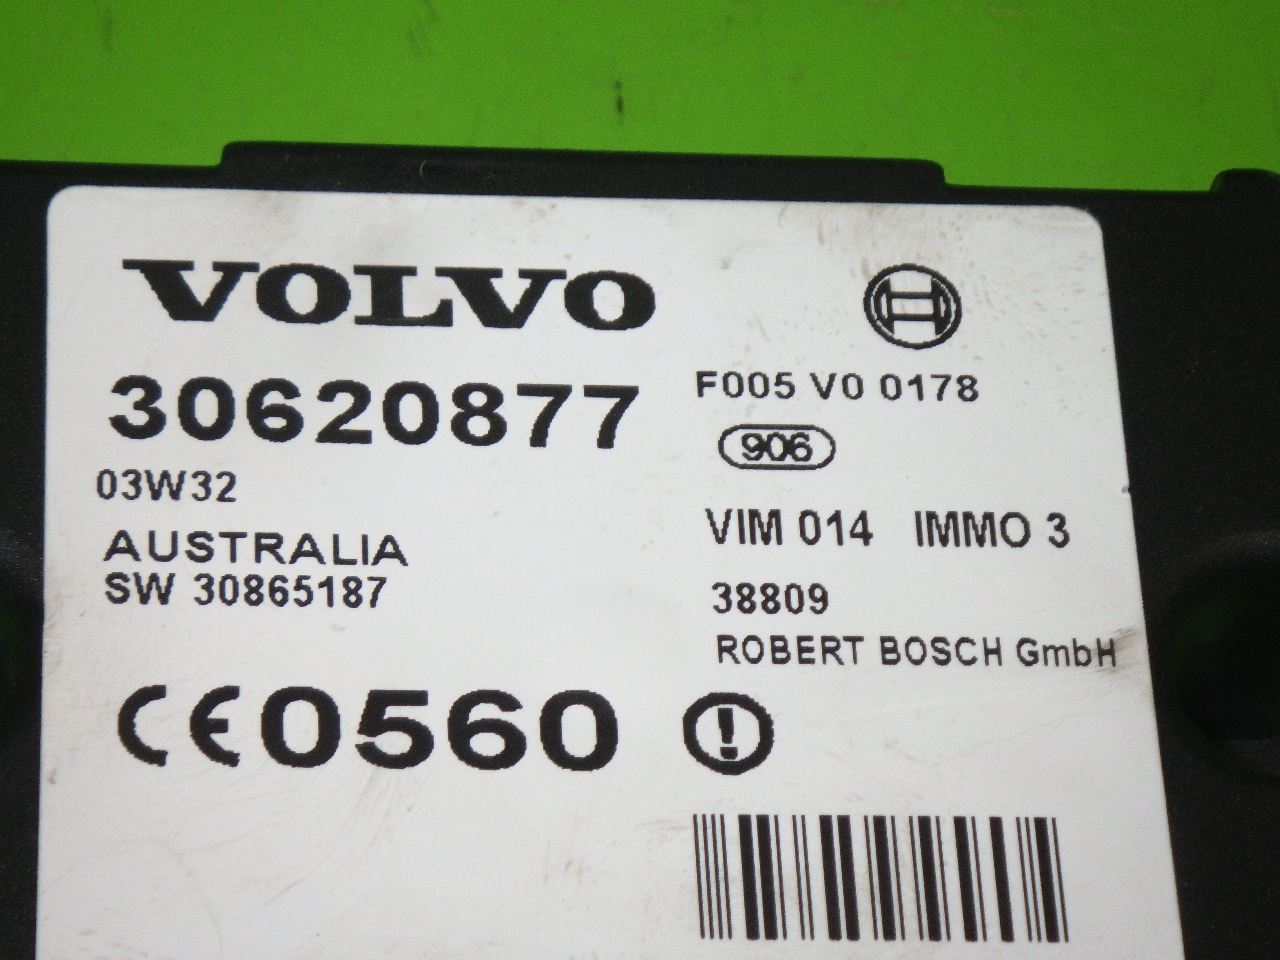 VOLVO
30620877
03W32
AUSTRALIA
SW 30865187
CE0560
F005 V0 0178
906
VIM 014 IMMO 3
38809
ROBERT BOSCH GmbH
!